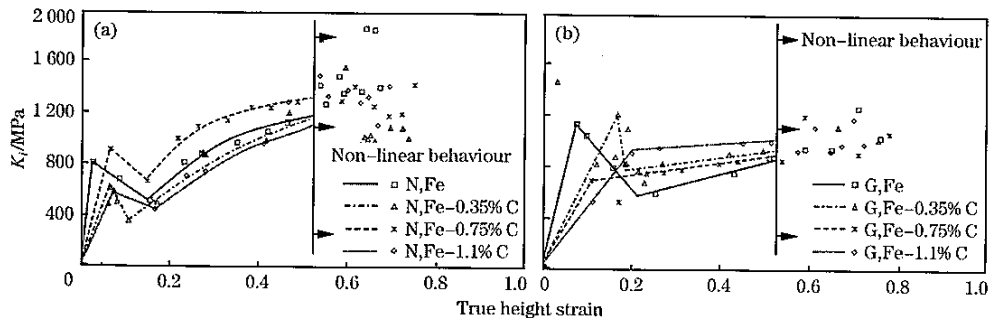 (a)
2 000
1 600
1 200
800
400
0
Ki/MPa
Non-linear behaviour
N,Fe
N,Fe-0.35% C
N,Fe-0.75% C
N,Fe-1.1% C
0 0.2 0.4 0.6 0.8 1.0
(b)
Non-linear behaviour
G,Fe
G,Fe-0.35% C
G,Fe-0.75% C
G,Fe-1.1% C
0 0.2 0.4 0.6 0.8 1.0
True height strain